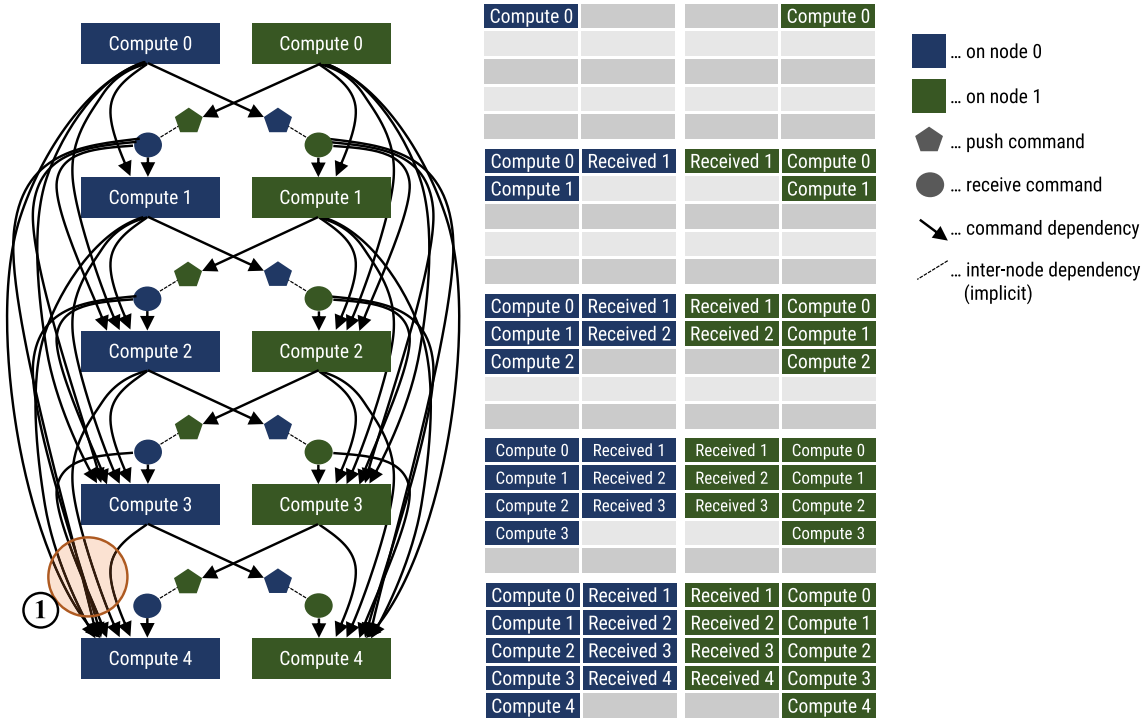 Compute 0 Compute 0
Compute 1 Compute 1
Compute 2 Compute 2
Compute 3 Compute 3
1
Compute 4 Compute 4
Compute 0 Compute 0
Compute 0 Received 1 Received 1 Compute 0
Compute 1 Compute 1
Compute 0 Received 1 Received 1 Compute 0
Compute 1 Received 2 Received 2 Compute 1
Compute 2 Compute 2
Compute 0 Received 1 Received 1 Compute 0
Compute 1 Received 2 Received 2 Compute 1
Compute 2 Received 3 Received 3 Compute 2
Compute 3 Compute 3
Compute 0 Received 1 Received 1 Compute 0
Compute 1 Received 2 Received 2 Compute 1
Compute 2 Received 3 Received 3 Compute 2
Compute 3 Received 4 Received 4 Compute 3
Compute 4 Compute 4
... on node 0
... on node 1
... push command
... receive command
... command dependency
... inter-node dependency
(implicit)